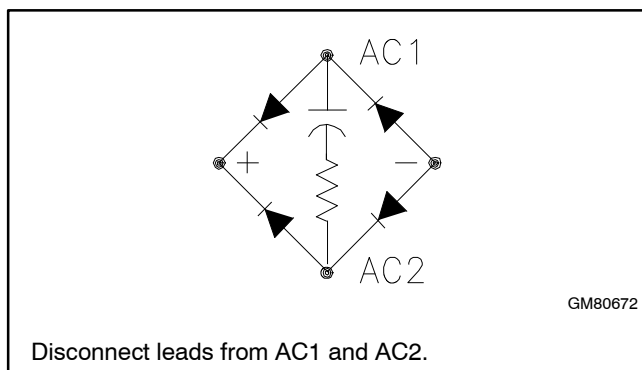 AC1
+
−
AC2
GM80672
Disconnect leads from AC1 and AC2.